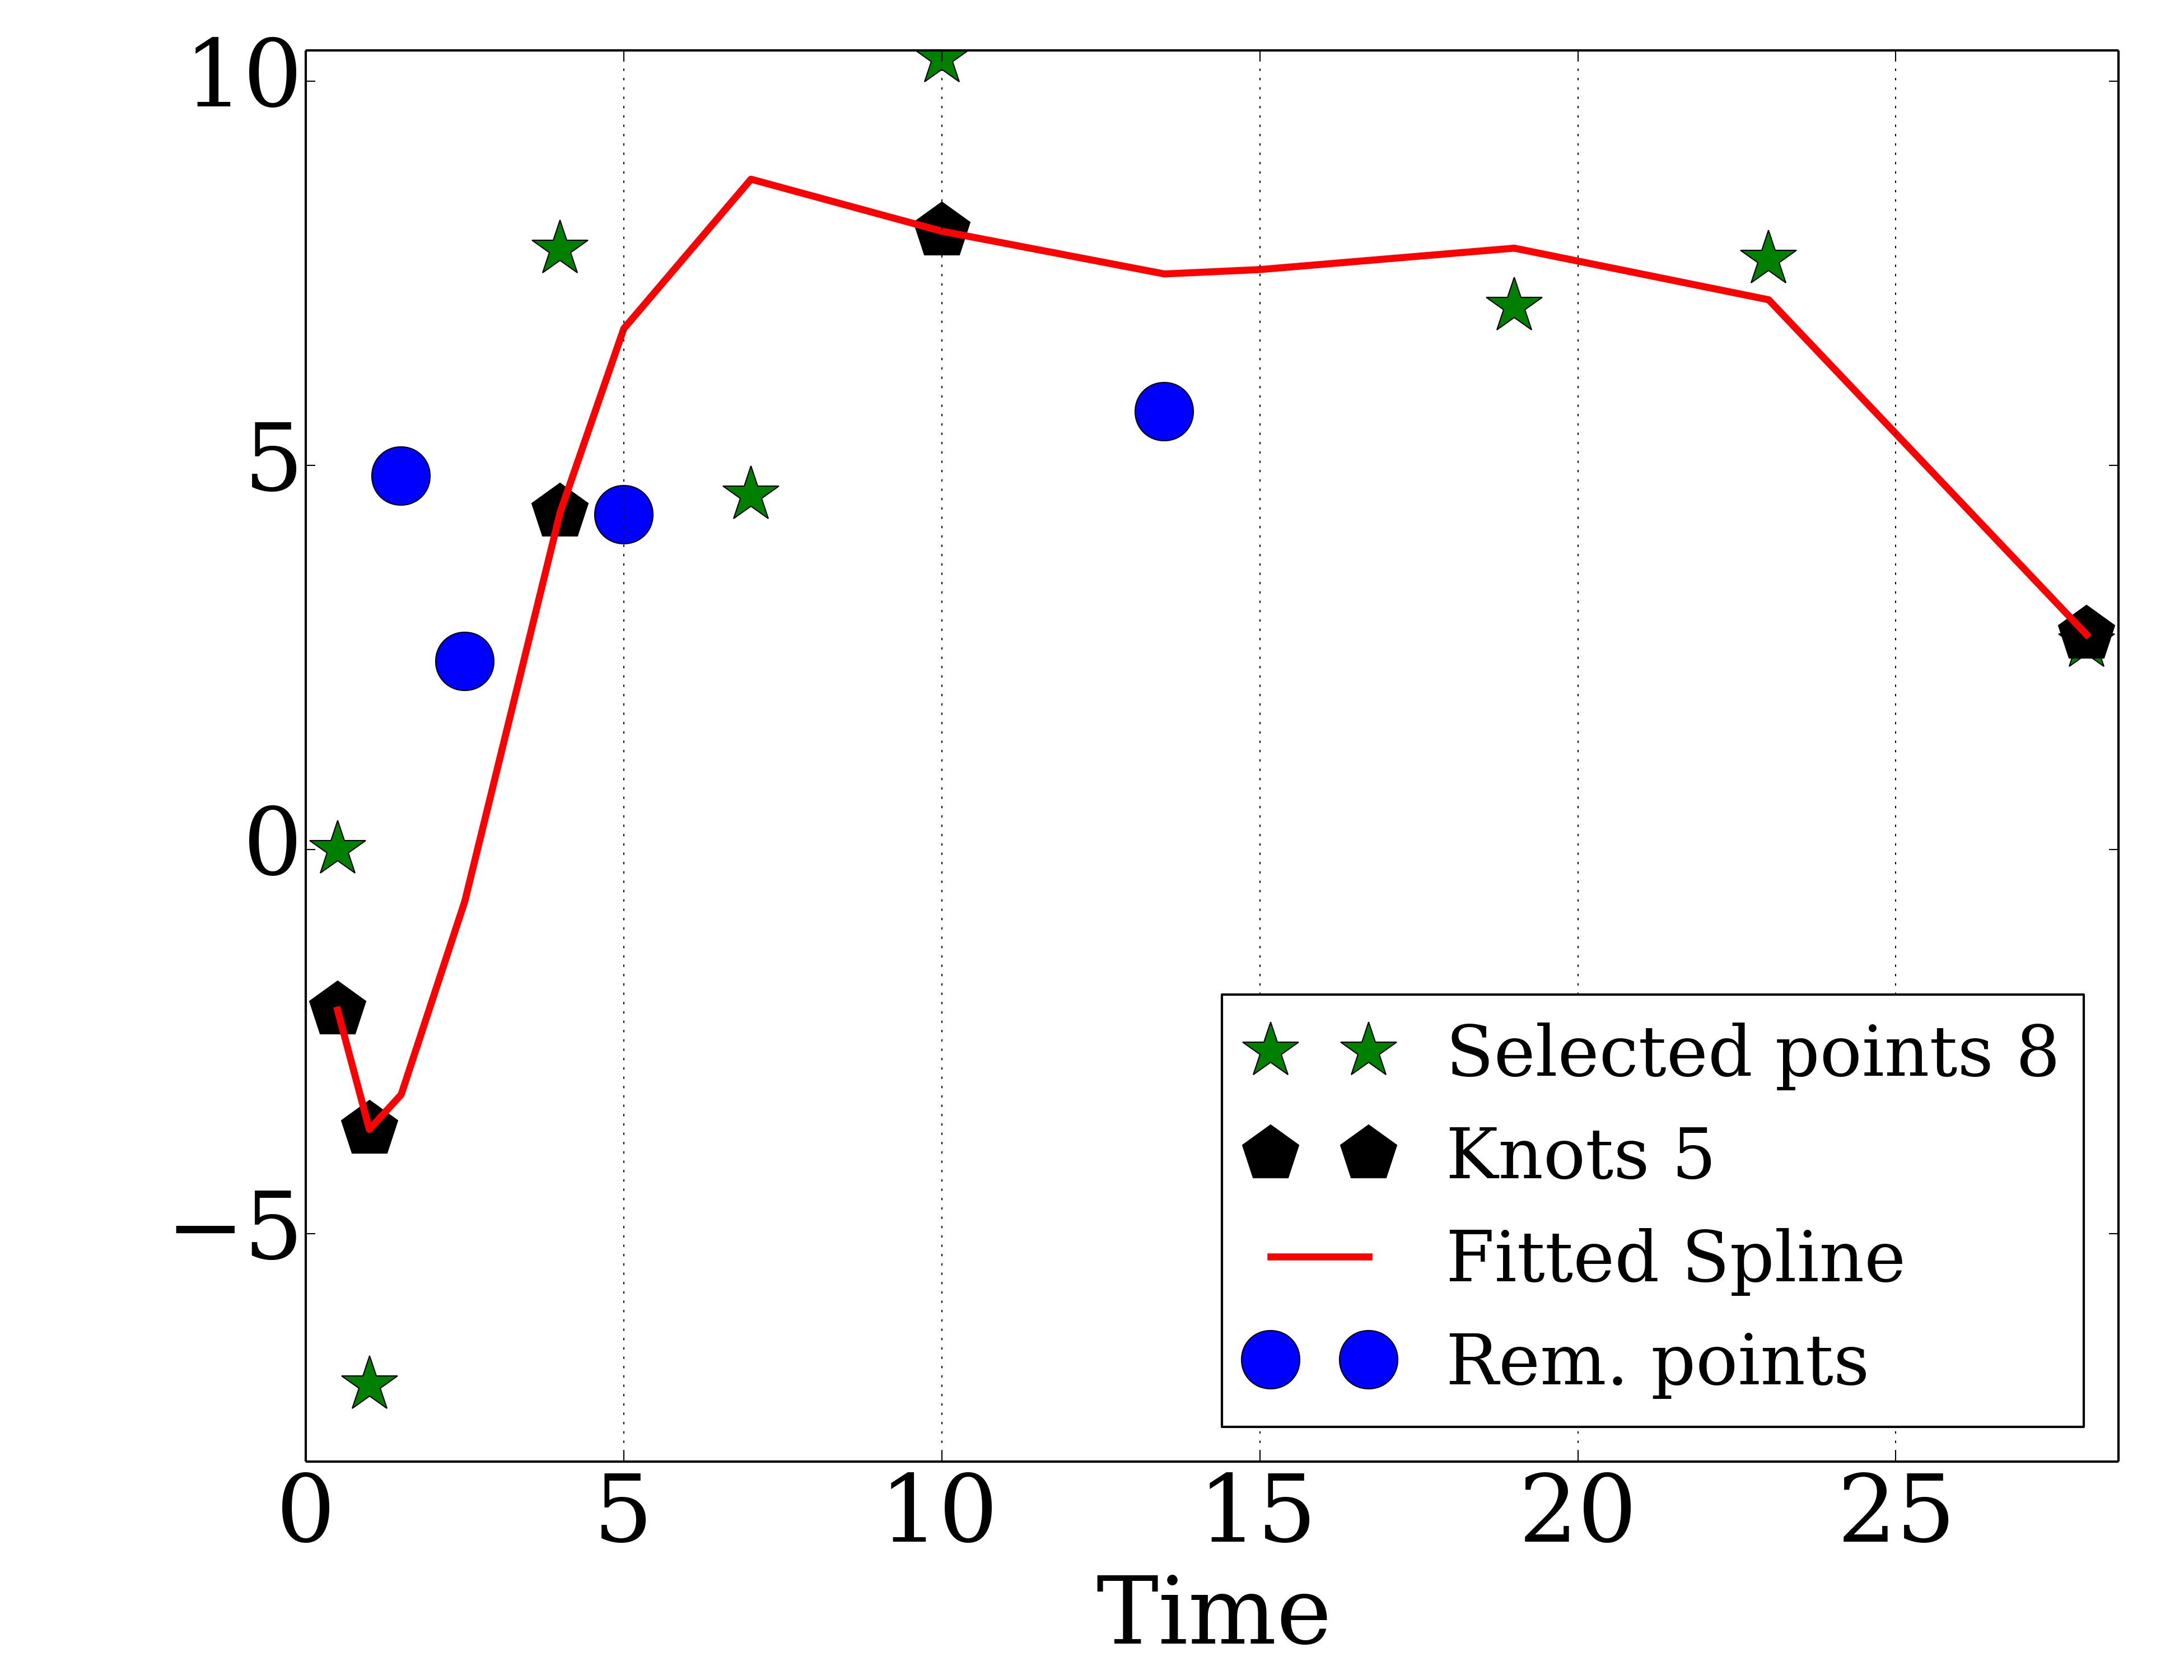 10
5
0
−5
0 5 10 15 20 25
Time
Selected points 8
Knots 5
Fitted Spline
Rem. points